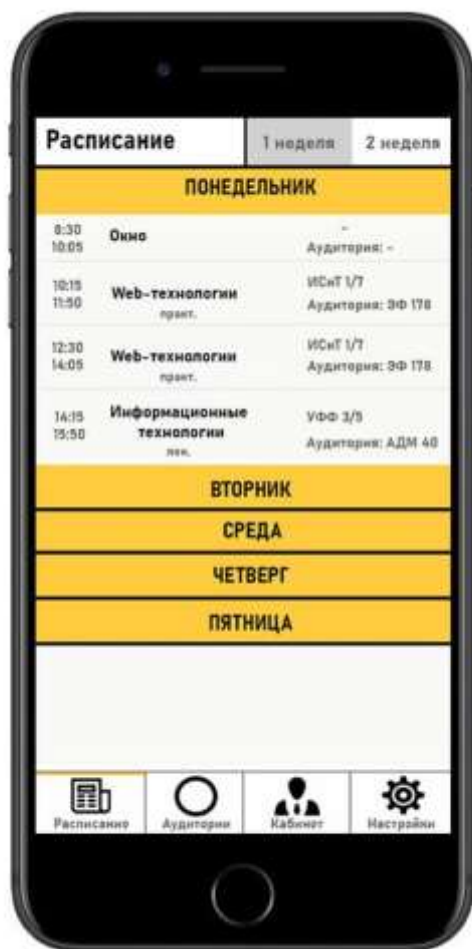 Расписание
1 неделя
2 неделя
ПОНЕДЕЛЬНИК
8:30
10:05
Окно
-
Аудитория: -
10:15
11:50
Web-технологии
практ.
ИСиТ 1/7
Аудитория: ЭФ 178
12:30
14:05
Web-технологии
практ.
ИСиТ 1/7
Аудитория: ЭФ 178
14:15
15:50
Информационные
технологии
лек.
УФФ 3/5
Аудитория: АДМ 40
ВТОРНИК
СРЕДА
ЧЕТВЕРГ
ПЯТНИЦА
Расписание
Аудитории
Кабинет
Настройки